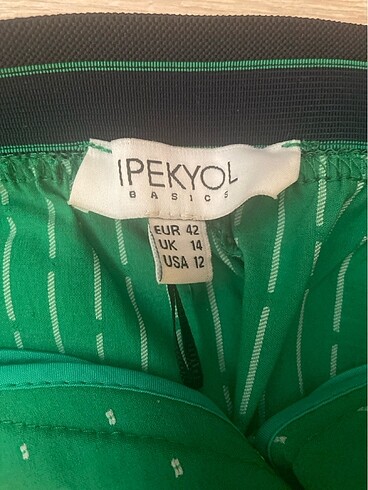 IPEKYOL
BASICS
EUR 42
UK 14
USA 12